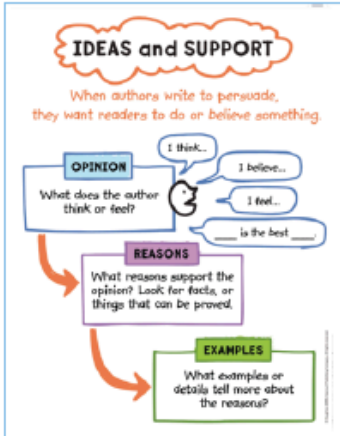 IDEAS and SUPPORT
When authors write to persuade,
they want readers to do or believe something.
I think...
I believe...
I feel...
____ is the best ____.
OPINION
What does the author
think or feel?
REASONS
What reasons support the
opinion? Look for facts, or
things that can be proved.
EXAMPLES
What examples or
details tell more about
the reasons?